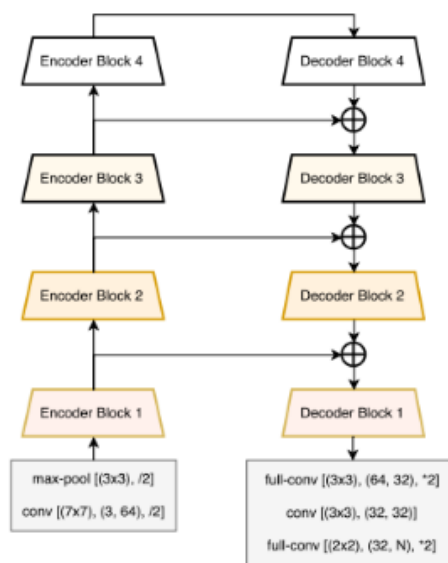 Encoder Block 4
Decoder Block 4
Encoder Block 3
Decoder Block 3
Encoder Block 2
Decoder Block 2
Encoder Block 1
Decoder Block 1
max-pool [(3x3), /2]
conv [(7x7), (3, 64), /2]
full-conv [(3x3), (64, 32), *2]
conv [(3x3), (32, 32)]
full-conv [(2x2), (32, N), *2]